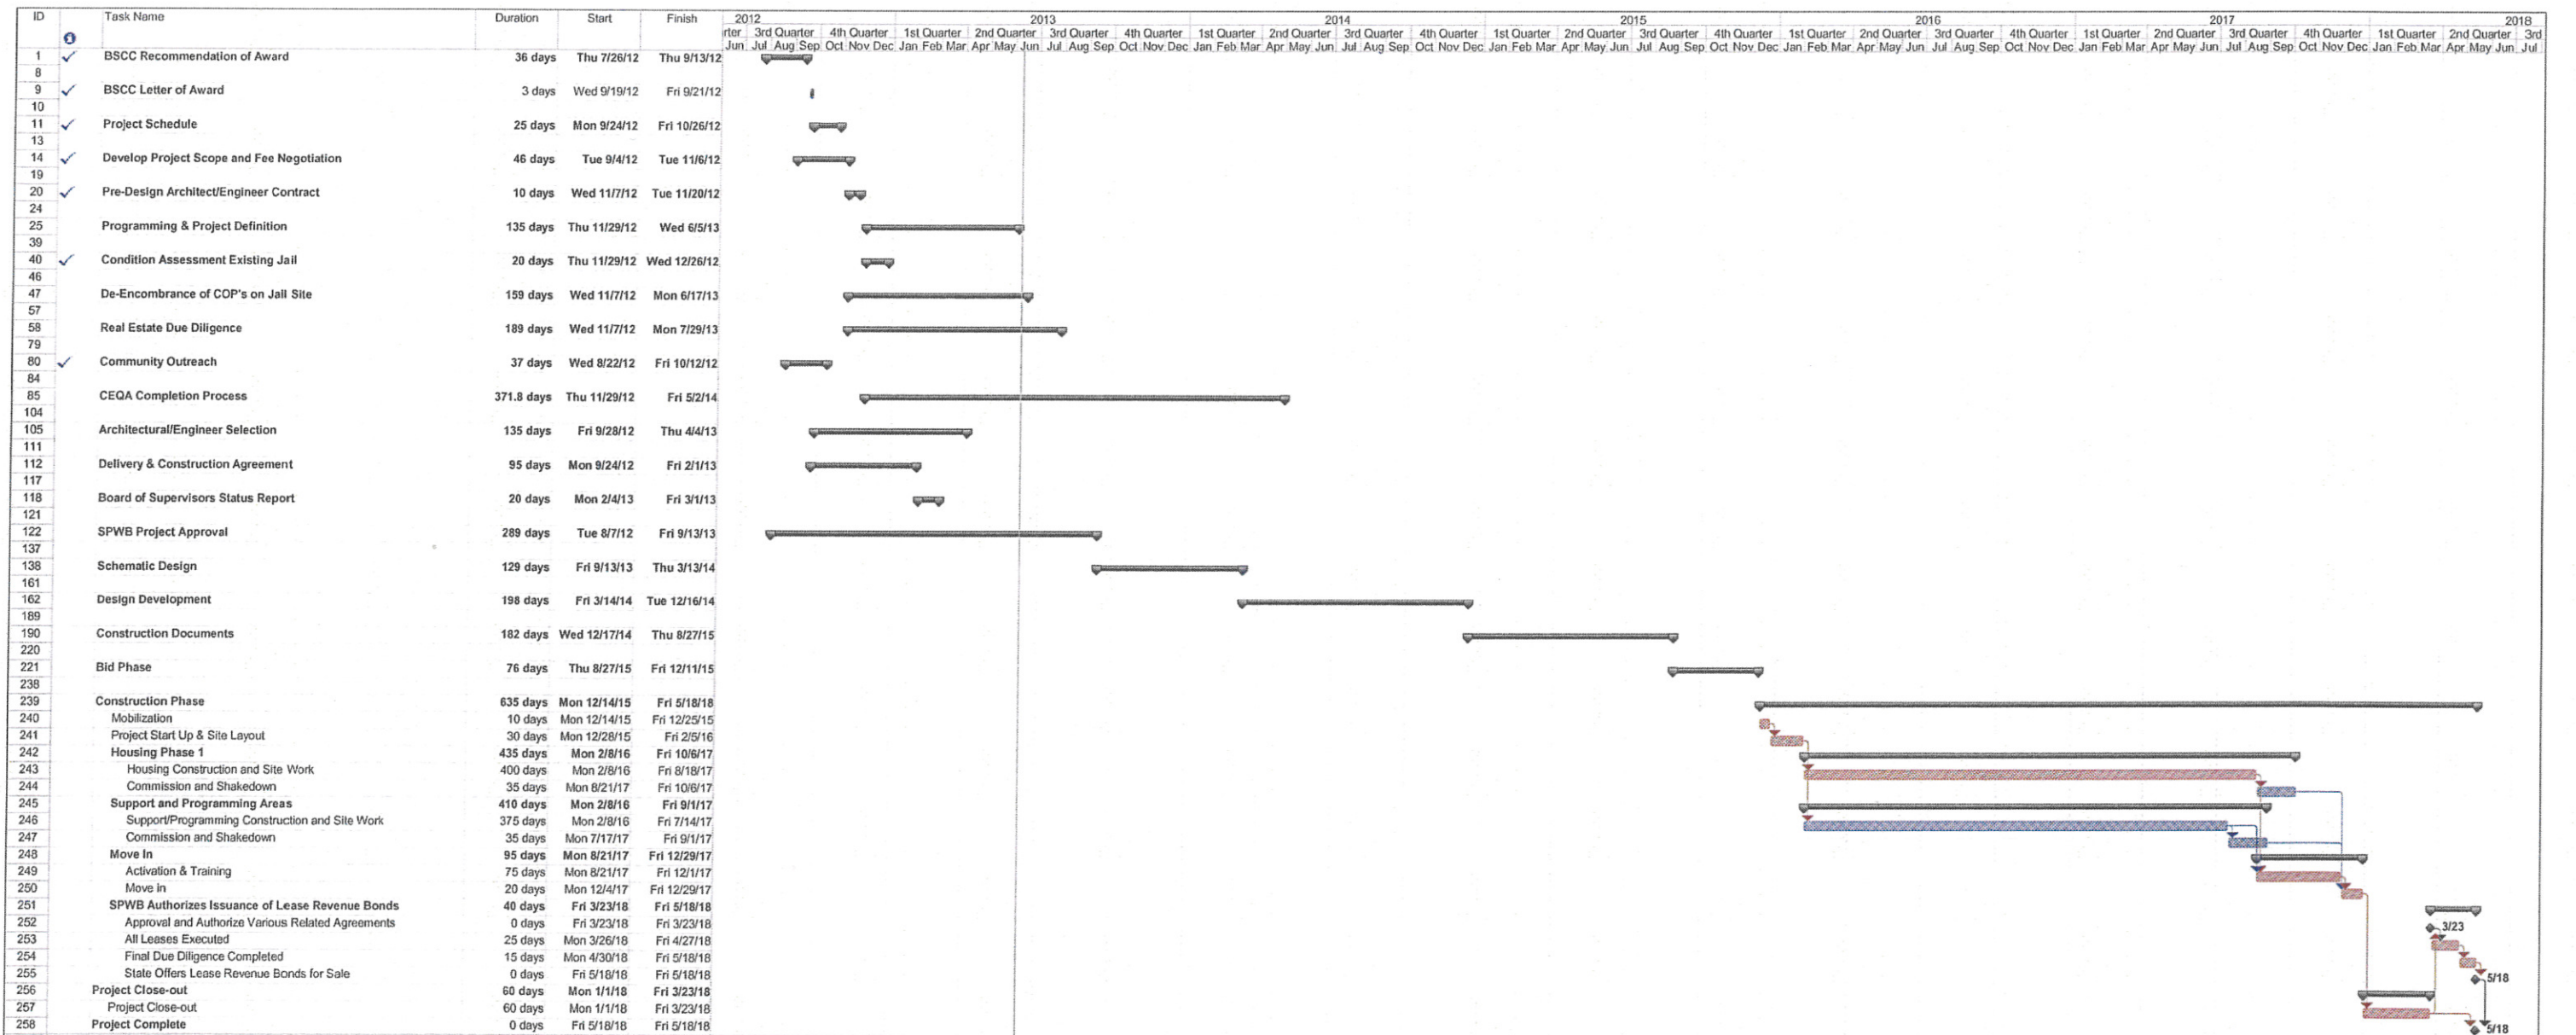 ID Task Name Duration Start Finish 2012 2013 2014 2015 2016 2017 2018
rter 3rd Quarter 4th Quarter 1st Quarter 2nd Quarter 3rd Quarter 4th Quarter 1st Quarter 2nd Quarter 3rd Quarter 4th Quarter 1st Quarter 2nd Quarter 3rd Quarter 4th Quarter 1st Quarter 2nd Quarter 3rd Quarter 4th Quarter 1st Quarter 2nd Quarter 3rd Quarter 4th Quarter 1st Quarter 2nd Quarter 3rd
Jun Jul Aug Sep Oct Nov Dec Jan Feb Mar Apr May Jun Jul Aug Sep Oct Nov Dec Jan Feb Mar Apr May Jun Jul Aug Sep Oct Nov Dec Jan Feb Mar Apr May Jun Jul Aug Sep Oct Nov Dec Jan Feb Mar Apr May Jun Jul Aug Sep Oct Nov Dec Jan Feb Mar Apr May Jun Jul Aug Sep Oct Nov Dec Jan Feb Mar Apr May Jun Jul
1 BSCC Recommendation of Award 36 days Thu 7/26/12 Thu 9/13/12
8
9 BSCC Letter of Award 3 days Wed 9/19/12 Fri 9/21/12
10
11 Project Schedule 25 days Mon 9/24/12 Fri 10/26/12
13
14 Develop Project Scope and Fee Negotiation 46 days Tue 9/4/12 Tue 11/6/12
19
20 Pre-Design Architect/Engineer Contract 10 days Wed 11/7/12 Tue 11/20/12
24
25 Programming & Project Definition 135 days Thu 11/29/12 Wed 6/5/13
39
40 Condition Assessment Existing Jail 20 days Thu 11/29/12 Wed 12/26/12
46
47 De-Encombrance of COP's on Jail Site 159 days Wed 11/7/12 Mon 6/17/13
57
58 Real Estate Due Diligence 189 days Wed 11/7/12 Mon 7/29/13
79
80 Community Outreach 37 days Wed 8/22/12 Fri 10/12/12
84
85 CEQA Completion Process 371.8 days Thu 11/29/12 Fri 5/2/14
104
105 Architectural/Engineer Selection 135 days Fri 9/28/12 Thu 4/4/13
111
112 Delivery & Construction Agreement 95 days Mon 9/24/12 Fri 2/1/13
117
118 Board of Supervisors Status Report 20 days Mon 2/4/13 Fri 3/1/13
121
122 SPWB Project Approval 289 days Tue 8/7/12 Fri 9/13/13
137
138 Schematic Design 129 days Fri 9/13/13 Thu 3/13/14
161
162 Design Development 198 days Fri 3/14/14 Tue 12/16/14
189
190 Construction Documents 182 days Wed 12/17/14 Thu 8/27/15
220
221 Bid Phase 76 days Thu 8/27/15 Fri 12/11/15
238
239 Construction Phase 635 days Mon 12/14/15 Fri 5/18/18
240 Mobilization 10 days Mon 12/14/15 Fri 12/25/15
241 Project Start Up & Site Layout 30 days Mon 12/28/15 Fri 2/5/16
242 Housing Phase 1 435 days Mon 2/8/16 Fri 10/6/17
243 Housing Construction and Site Work 400 days Mon 2/8/16 Fri 8/18/17
244 Commission and Shakedown 35 days Mon 8/21/17 Fri 10/6/17
245 Support and Programming Areas 410 days Mon 2/8/16 Fri 9/1/17
246 Support/Programming Construction and Site Work 375 days Mon 2/8/16 Fri 7/14/17
247 Commission and Shakedown 35 days Mon 7/17/17 Fri 9/1/17
248 Move In 95 days Mon 8/21/17 Fri 12/29/17
249 Activation & Training 75 days Mon 8/21/17 Fri 12/1/17
250 Move in 20 days Mon 12/4/17 Fri 12/29/17
251 SPWB Authorizes Issuance of Lease Revenue Bonds 40 days Fri 3/23/18 Fri 5/18/18
252 Approval and Authorize Various Related Agreements 0 days Fri 3/23/18 Fri 3/23/18 3/23
253 All Leases Executed 25 days Mon 3/26/18 Fri 4/27/18
254 Final Due Diligence Completed 15 days Mon 4/30/18 Fri 5/18/18
255 State Offers Lease Revenue Bonds for Sale 0 days Fri 5/18/18 Fri 5/18/18 5/18
256 Project Close-out 60 days Mon 1/1/18 Fri 3/23/18
257 Project Close-out 60 days Mon 1/1/18 Fri 3/23/18
258 Project Complete 0 days Fri 5/18/18 Fri 5/18/18 5/18